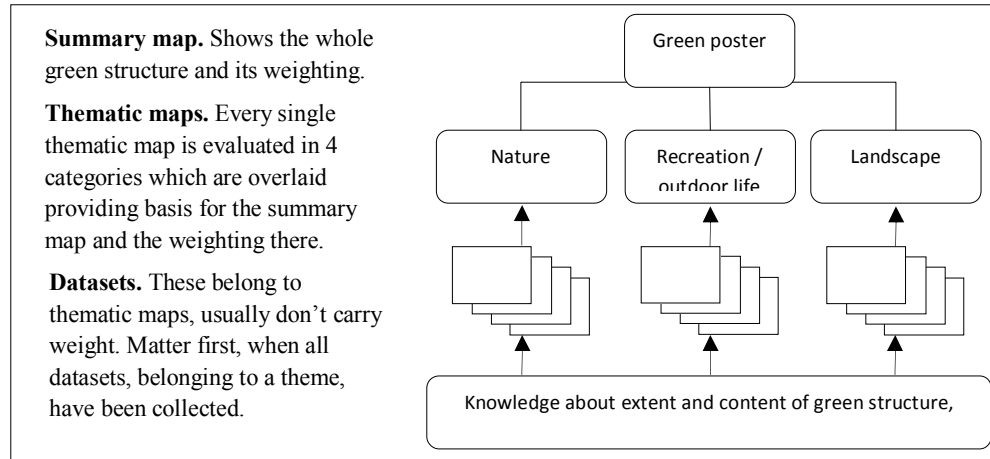 Summary map. Shows the whole
green structure and its weighting.
Thematic maps. Every single
thematic map is evaluated in 4
categories which are overlaid
providing basis for the summary
map and the weighting there.
Datasets. These belong to
thematic maps, usually don't carry
weight. Matter first, when all
datasets, belonging to a theme,
have been collected.
Green poster
Nature
Recreation /
outdoor life
Landscape
Knowledge about extent and content of green structure,